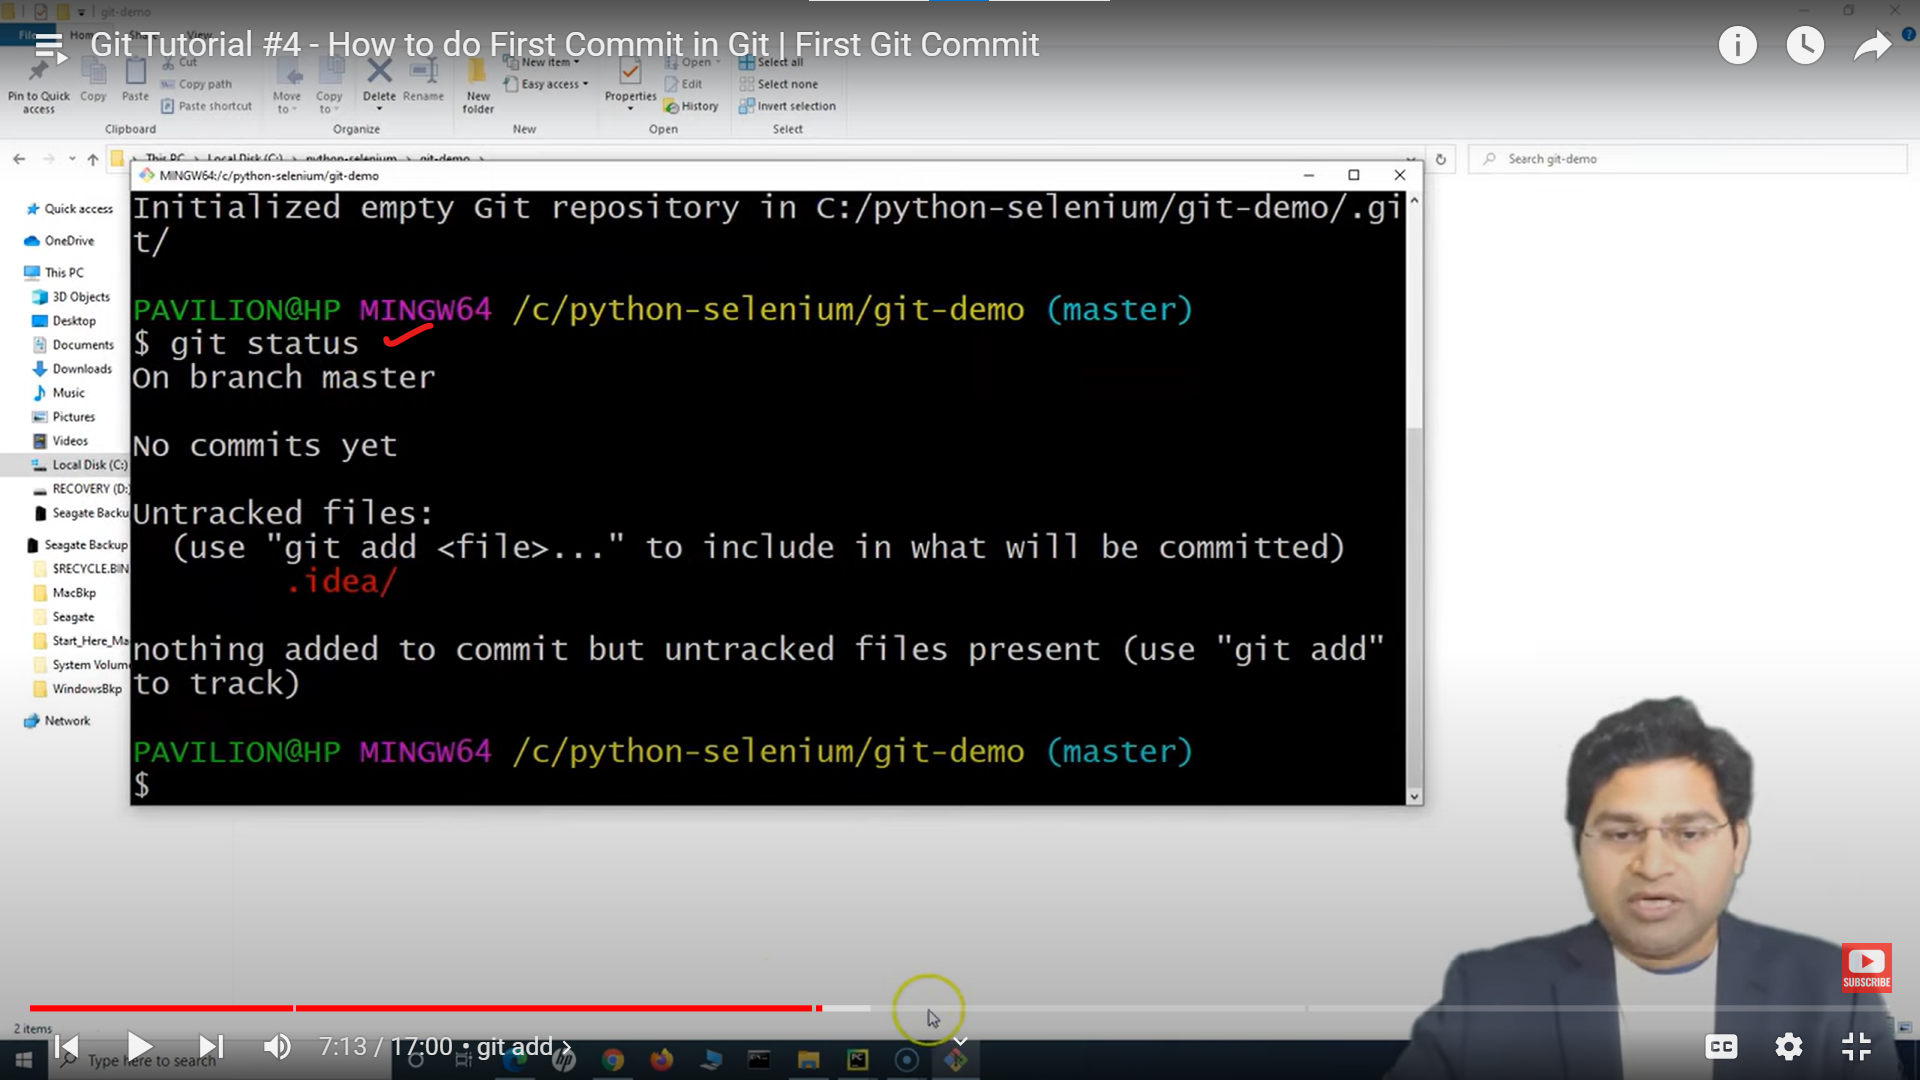 git-demo
Git Tutorial #4 - How to do First Commit in Git | First Git Commit
File Home Share View
Pin to Quick access
Copy
Paste
Cut
Copy path
Paste shortcut
Move to
Copy to
Delete
Rename
New folder
New item
Easy access
Properties
Open
Edit
History
Select all
Select none
Invert selection
Clipboard
Organize
New
Open
Select
This PC Local Disk (C:) python-selenium git-demo
Search git-demo
MINGW64:/c/python-selenium/git-demo
Initialized empty Git repository in C:/python-selenium/git-demo/.gi
t/
PAVILION@HP MINGW64 /c/python-selenium/git-demo (master)
$ git status
On branch master
No commits yet
Untracked files:
(use "git add <file>..." to include in what will be committed)
.idea/
nothing added to commit but untracked files present (use "git add"
to track)
PAVILION@HP MINGW64 /c/python-selenium/git-demo (master)
$
Quick access
OneDrive
This PC
3D Objects
Desktop
Documents
Downloads
Music
Pictures
Videos
Local Disk (C:)
RECOVERY (D:)
Seagate Backu
Seagate Backup
$RECYCLE.BIN
MacBkp
Seagate
Start_Here_Ma
System Volum
WindowsBkp
Network
SUBSCRIBE
2 items
7:13 / 17:00 • git add
Type here to search
hp
PC
CC